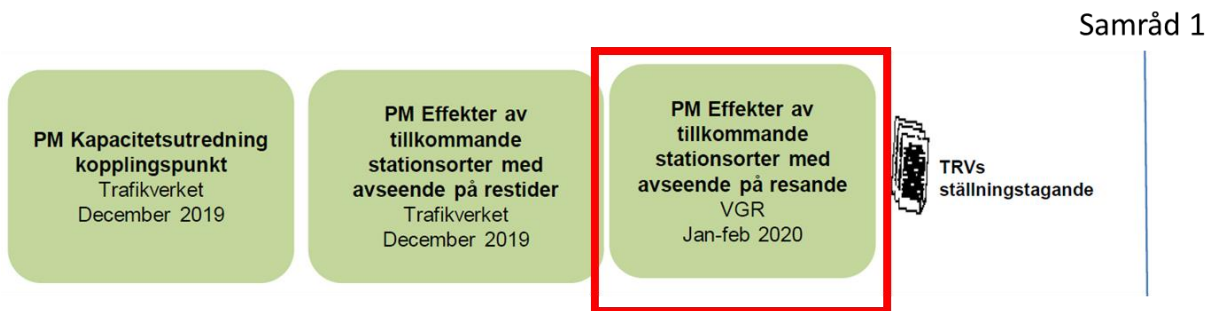 Samråd 1
PM Kapacitetsutredning
kopplingspunkt
Trafikverket
December 2019
PM Effekter av
tillkommande
stationsorter med
avseende på restider
Trafikverket
December 2019
PM Effekter av
tillkommande
stationsorter med
avseende på resande
VGR
Jan-feb 2020
TRVs
ställningstagande